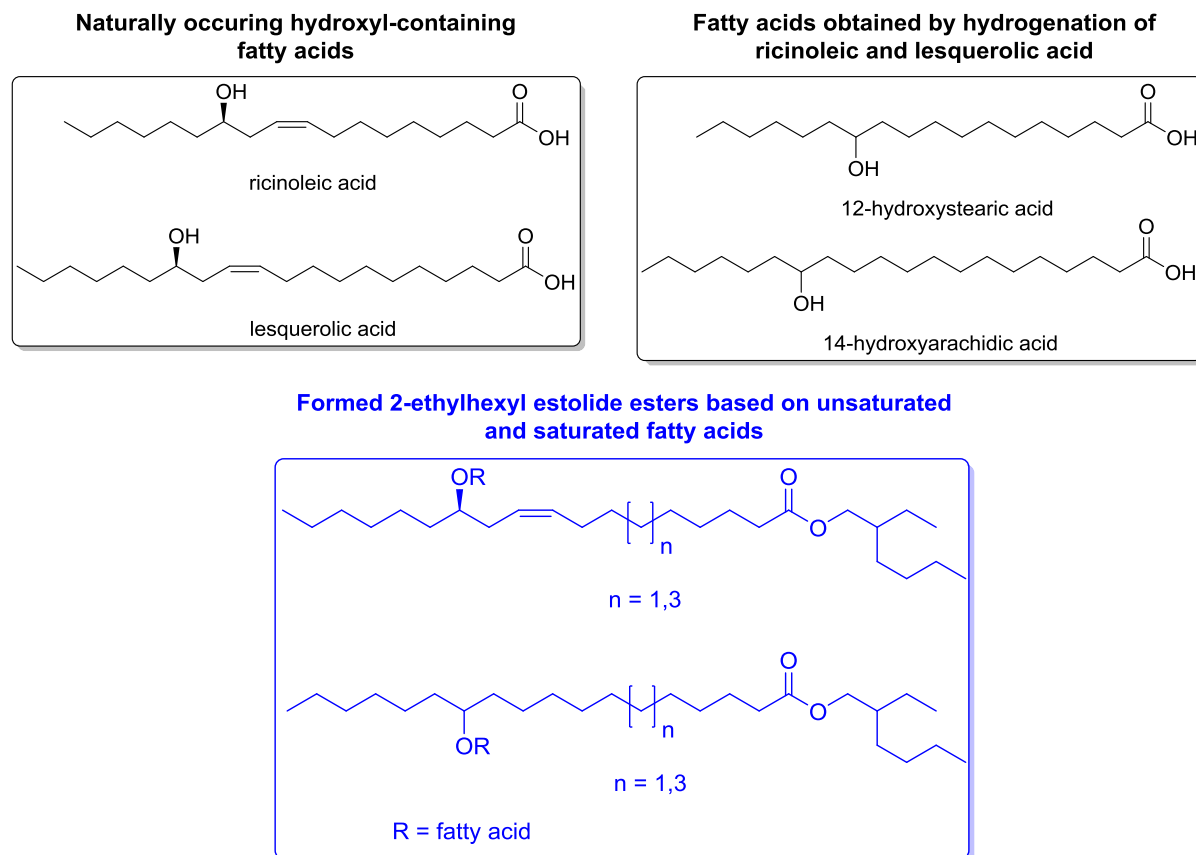 Naturally occuring hydroxyl-containing
fatty acids
OH
O
OH
ricinoleic acid
OH
O
OH
lesquerolic acid
Fatty acids obtained by hydrogenation of
ricinoleic and lesquerolic acid
O
OH
OH
12-hydroxystearic acid
O
OH
OH
14-hydroxyarachidic acid
Formed 2-ethylhexyl estolide esters based on unsaturated
and saturated fatty acids
OR
O
O
n
n = 1,3
O
O
n
OR
n = 1,3
R = fatty acid